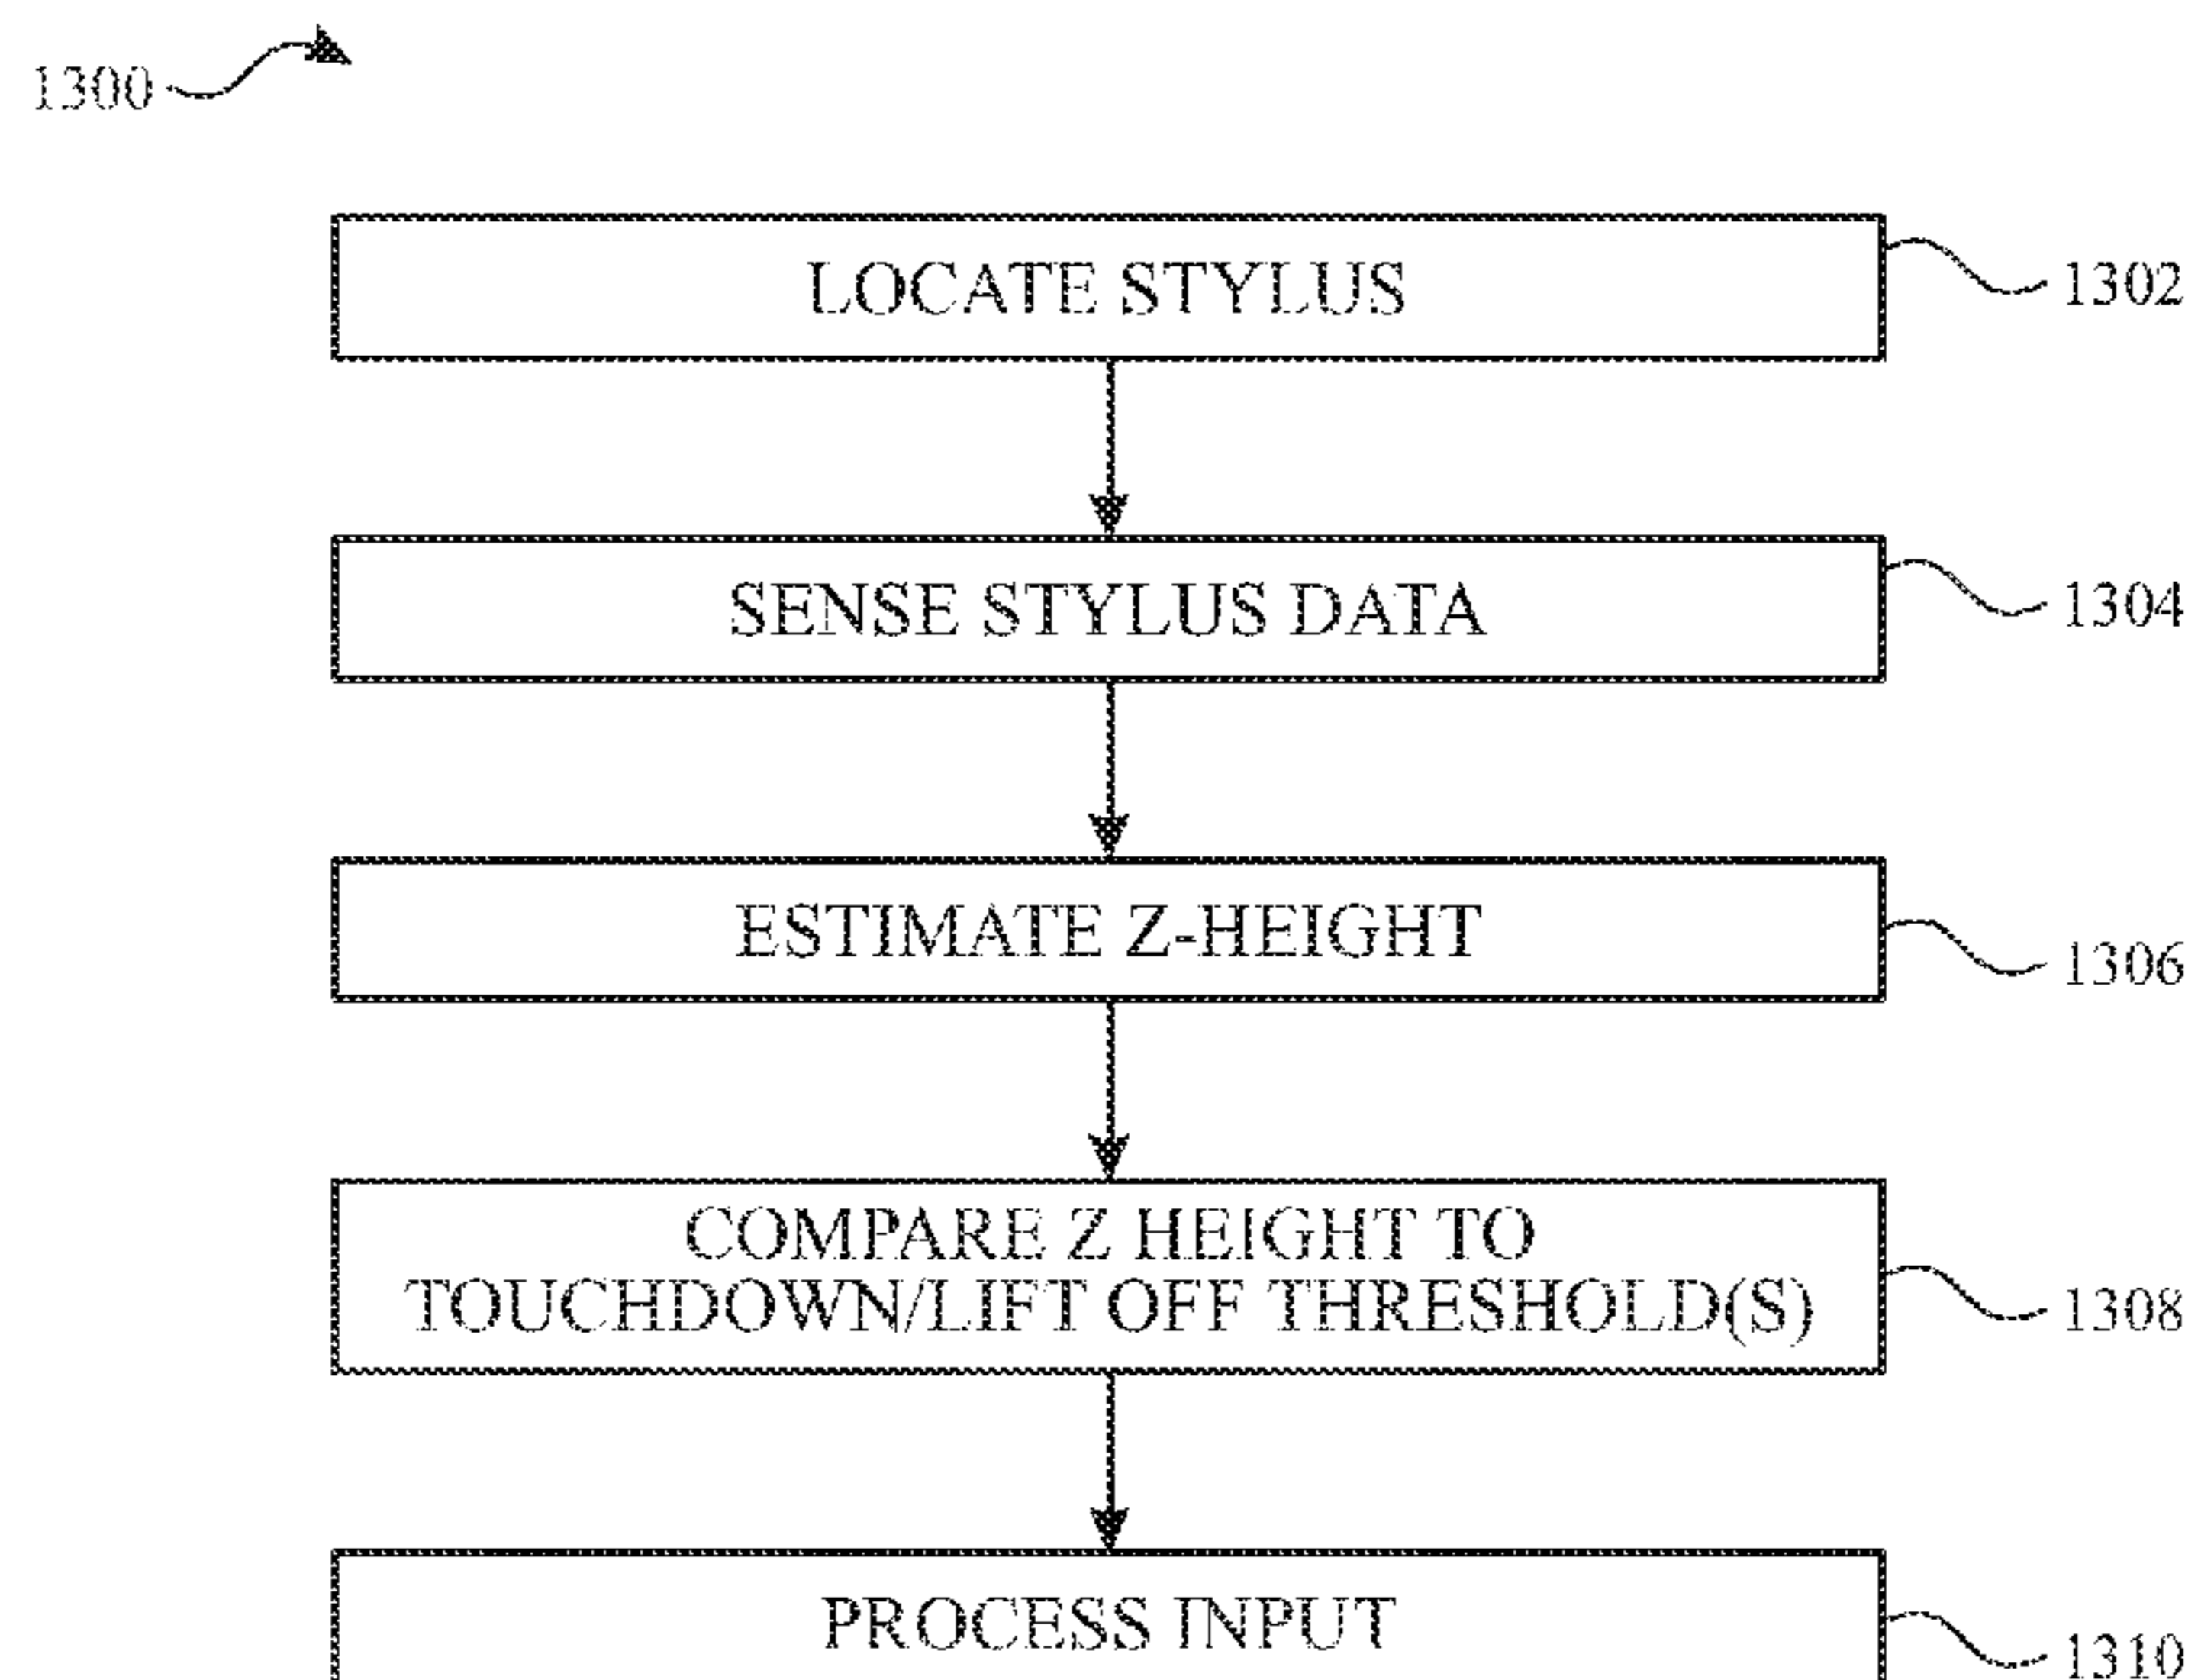 1300
LOCATE STYLUS
1302
SENSE STYLUS DATA
1304
ESTIMATE Z-HEIGHT
1306
COMPARE Z HEIGHT TO
TOUCHDOWN/LIFT OFF THRESHOLD(S)
1308
PROCESS INPUT
1310